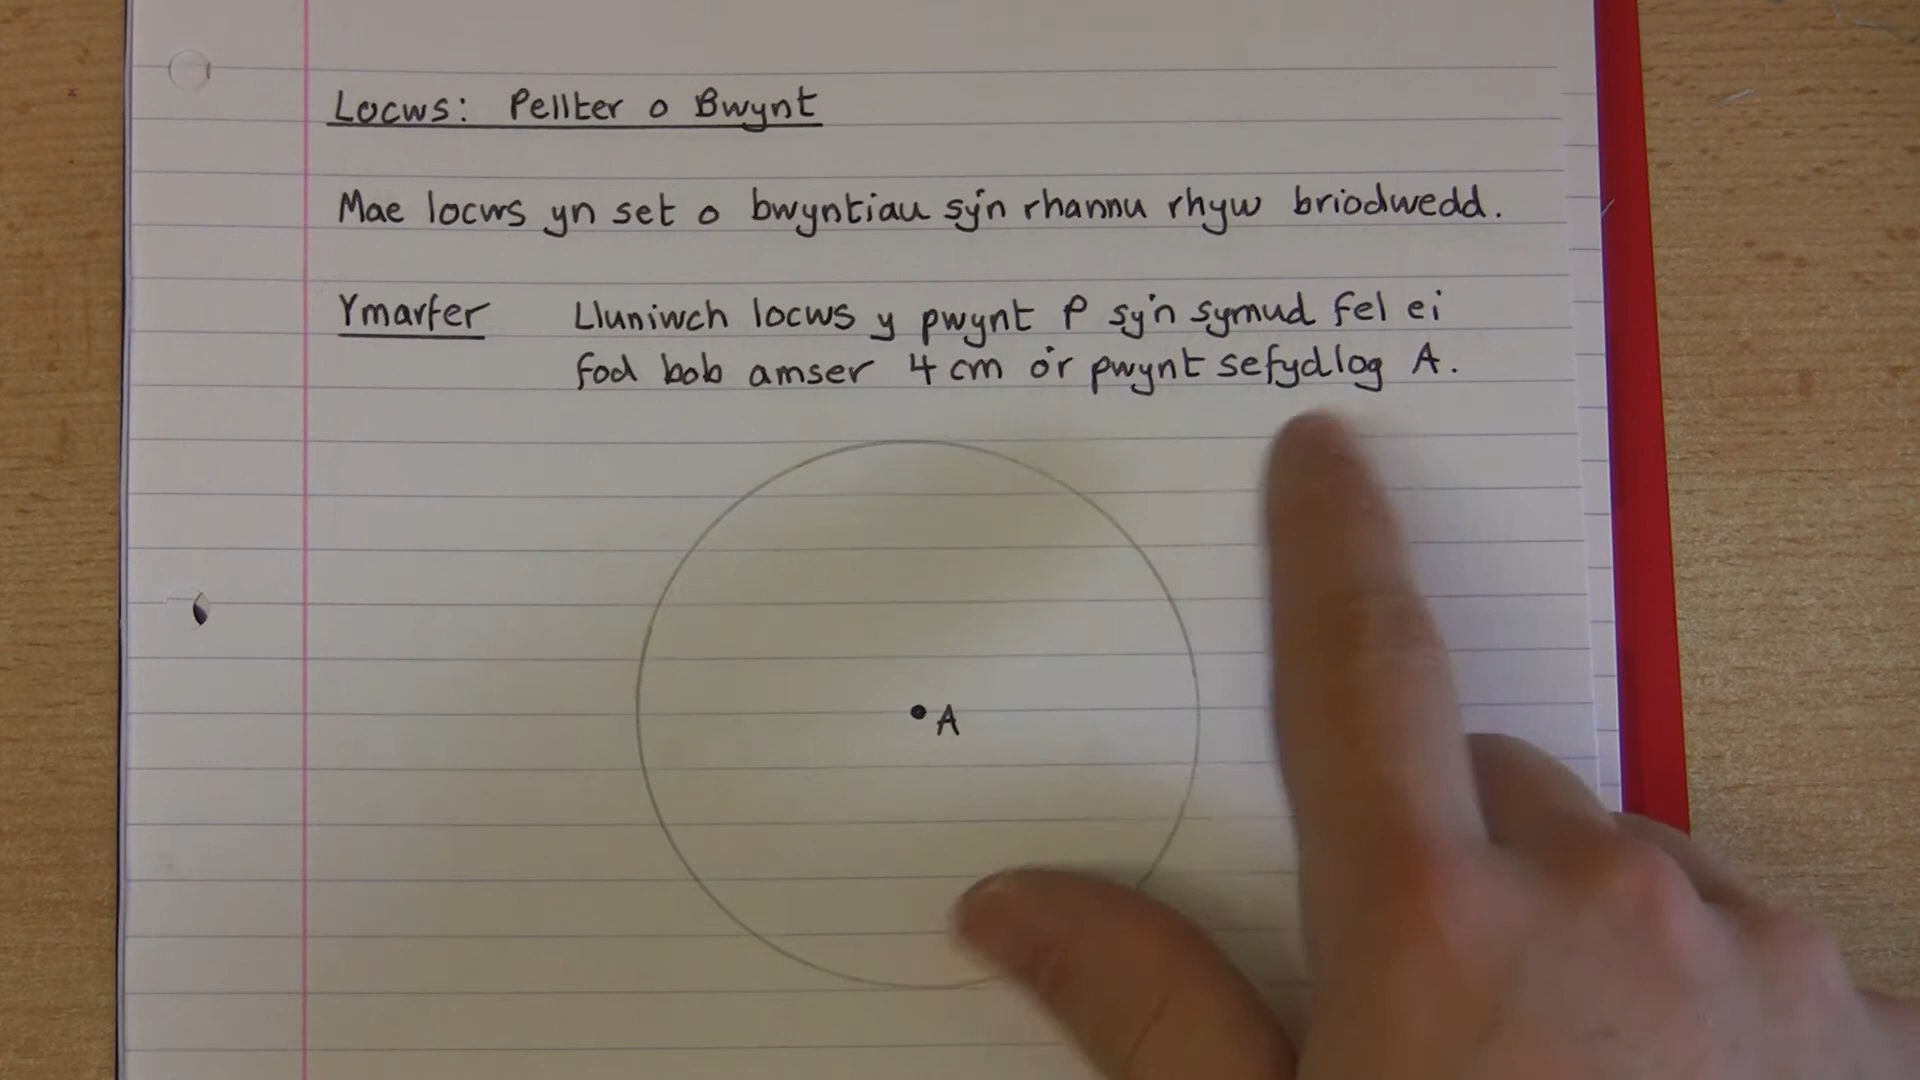 Locws: Pellter o Bwynt
Mae locws yn set o bwyntiau sy'n rhannu rhyw briodwedd.
Ymarfer Lluniwch locws y pwynt P sy'n symud fel ei
fod bob amser 4 cm o'r pwynt sefydlog A.
A